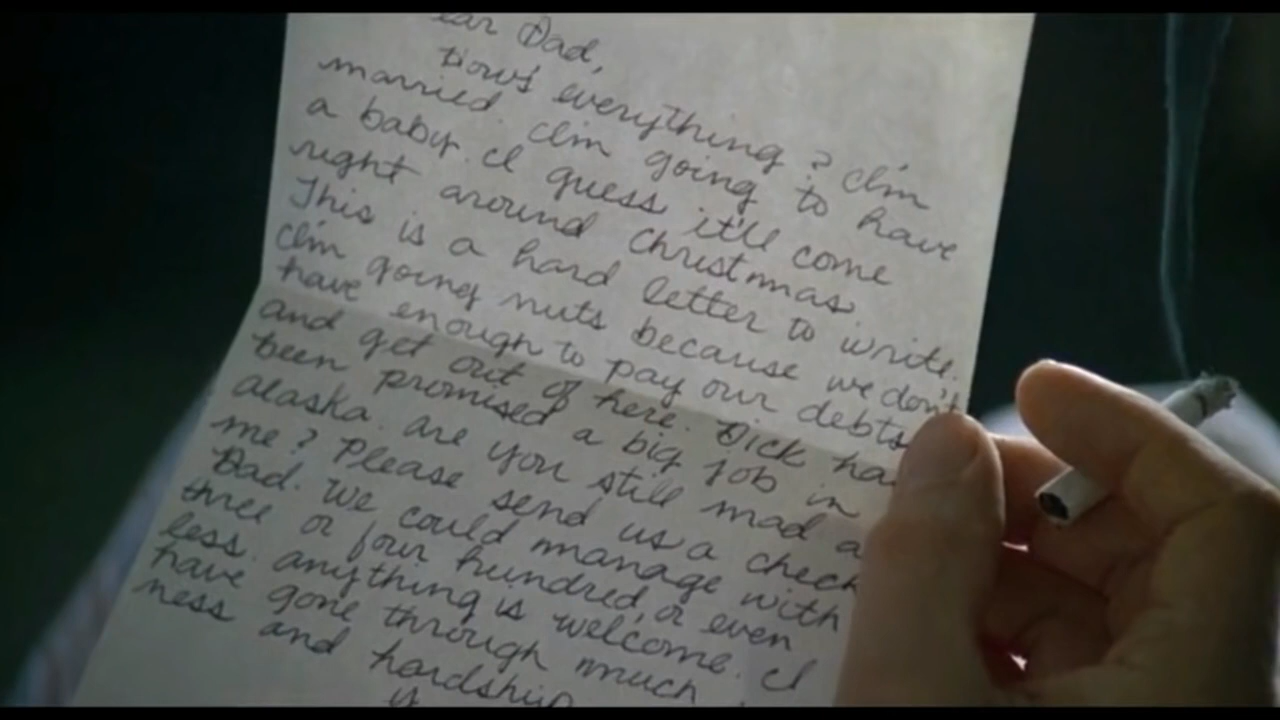 ear Dad,
How's everything? I'm
married. I'm going to have
a baby. I guess it'll come
right around Christmas.
This is a hard letter to write.
I'm going nuts because we don't
have enough to pay our debts
and get out of here. Dick ha
been promised a big job in
Alaska. Are you still mad a
me? Please send us a check
Dad. We could manage with
three or four hundred, or even
less. Anything is welcome. I
have gone through much
ness and hardship